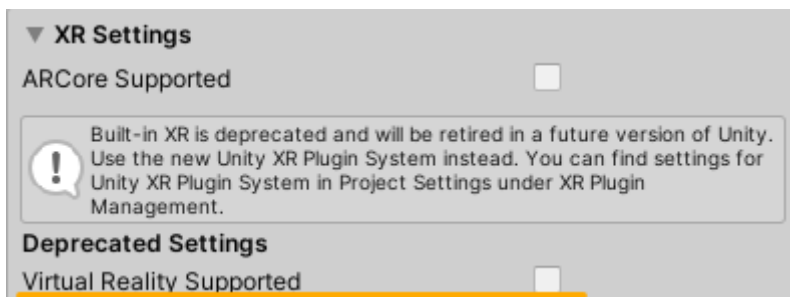 XR Settings
ARCore Supported
Built-in XR is deprecated and will be retired in a future version of Unity.
Use the new Unity XR Plugin System instead. You can find settings for
Unity XR Plugin System in Project Settings under XR Plugin
Management.
Deprecated Settings
Virtual Reality Supported